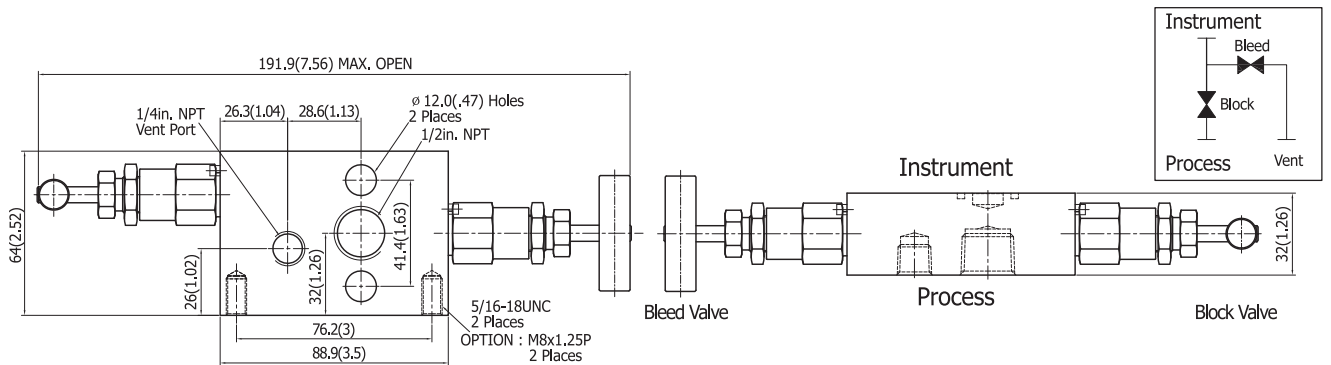 191.9(7.56) MAX. OPEN
26.3(1.04)
28.6(1.13)
ø 12.0(.47) Holes
2 Places
1/4in. NPT
Vent Port
1/2in. NPT
64(2.52)
26(1.02)
32(1.26)
41.4(1.63)
5/16-18UNC
2 Places
OPTION : M8x1.25P
2 Places
76.2(3)
88.9(3.5)
Bleed Valve
Instrument
Process
32(1.26)
Block Valve
Instrument
Bleed
Block
Process
Vent